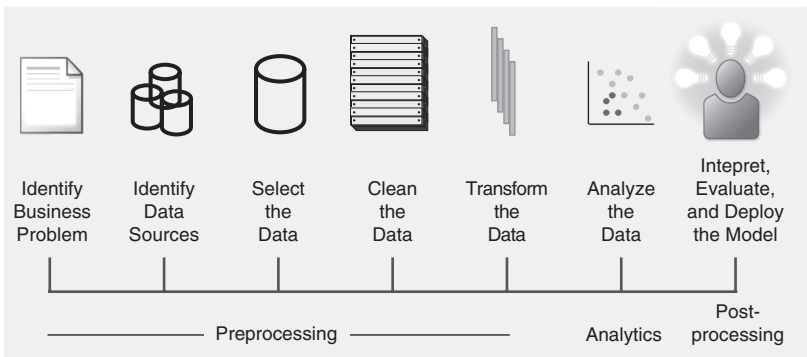 Identify
Business
Problem
Identify
Data
Sources
Select
the
Data
Clean
the
Data
Transform
the
Data
Analyze
the
Data
Intepret,
Evaluate,
and Deploy
the Model
Preprocessing
Analytics
Post-
processing